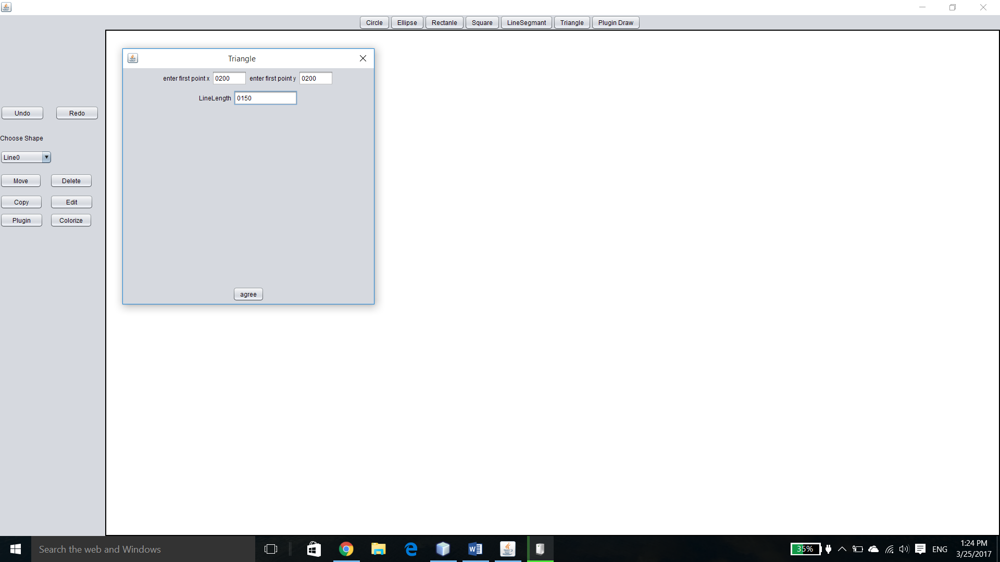 Circle Ellipse Rectanle Square LineSegmant Triangle Plugin Draw
Triangle
enter first point x 0200 enter first point y 0200
LineLength 0150
agree
Undo Redo
Choose Shape
Line0
Move Delete
Copy Edit
Plugin Colorize
Search the web and Windows
35%
ENG
1:24 PM
3/25/2017